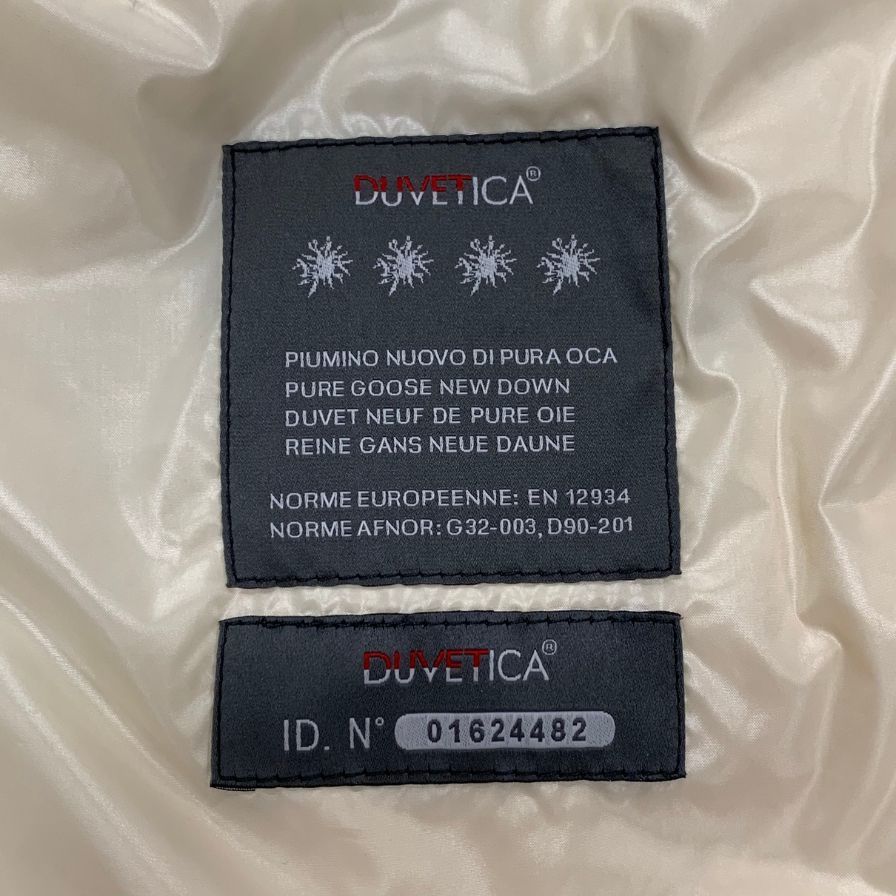 DUVETICA®
PIUMINO NUOVO DI PURA OCA
PURE GOOSE NEW DOWN
DUVET NEUF DE PURE OIE
REINE GANS NEUE DAUNE
NORME EUROPEENNE: EN 12934
NORME AFNOR: G32-003, D90-201
DUVETICA®
ID. N° 01624482